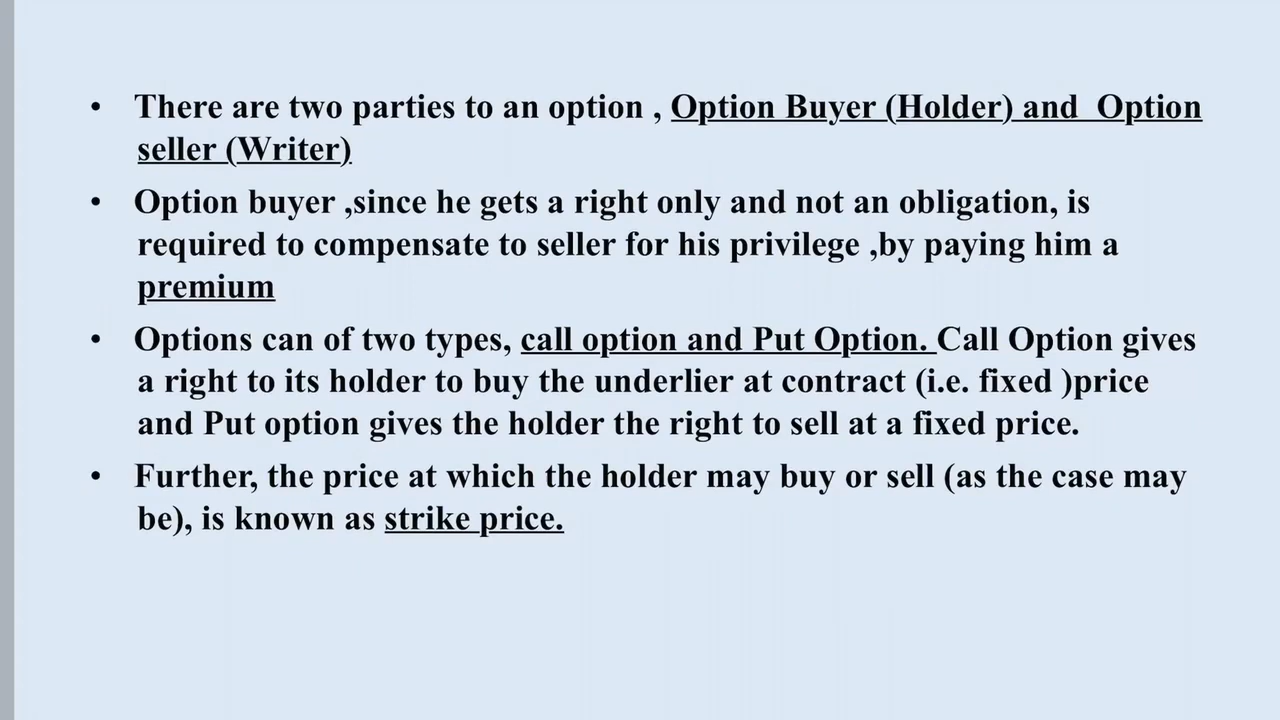 • There are two parties to an option , Option Buyer (Holder) and  Option
seller (Writer)
• Option buyer ,since he gets a right only and not an obligation, is
required to compensate to seller for his privilege ,by paying him a
premium
• Options can of two types, call option and Put Option. Call Option gives
a right to its holder to buy the underlier at contract (i.e. fixed )price
and Put option gives the holder the right to sell at a fixed price.
• Further, the price at which the holder may buy or sell (as the case may
be), is known as strike price.